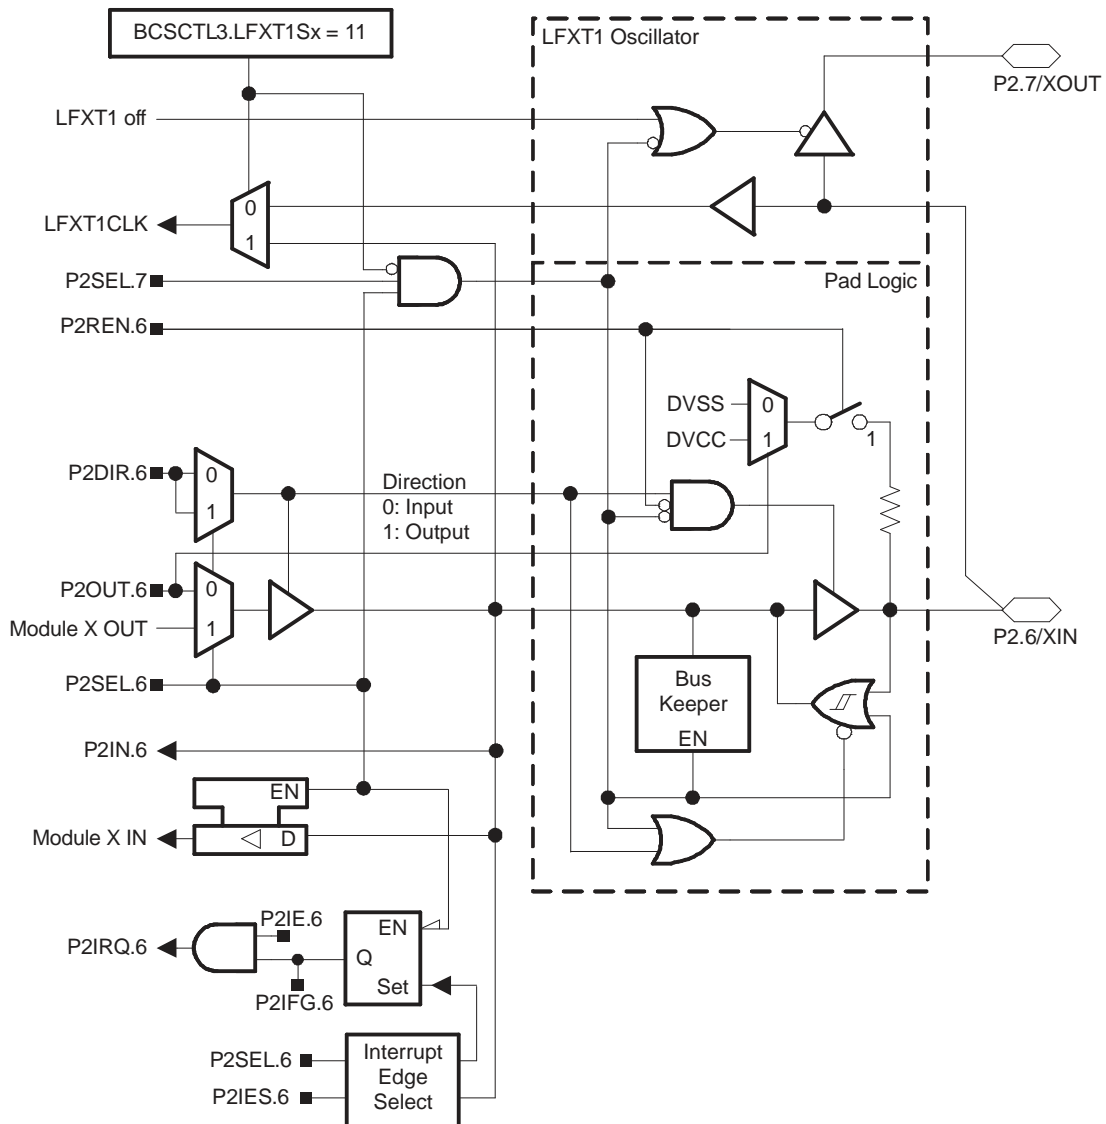 BCSCTL3.LFXT1Sx = 11
LFXT1 Oscillator
P2.7/XOUT
LFXT1 off
0
LFXT1CLK
1
P2SEL.7
Pad Logic
P2REN.6
DVSS
0
DVCC
1
1
P2DIR.6
0
1
Direction
0: Input
1: Output
P2OUT.6
0
Module X OUT
1
P2.6/XIN
P2SEL.6
Bus
Keeper
EN
P2IN.6
EN
Module X IN
D
P2IE.6
EN
P2IRQ.6
Q
Set
P2IFG.6
P2SEL.6
Interrupt
Edge
Select
P2IES.6